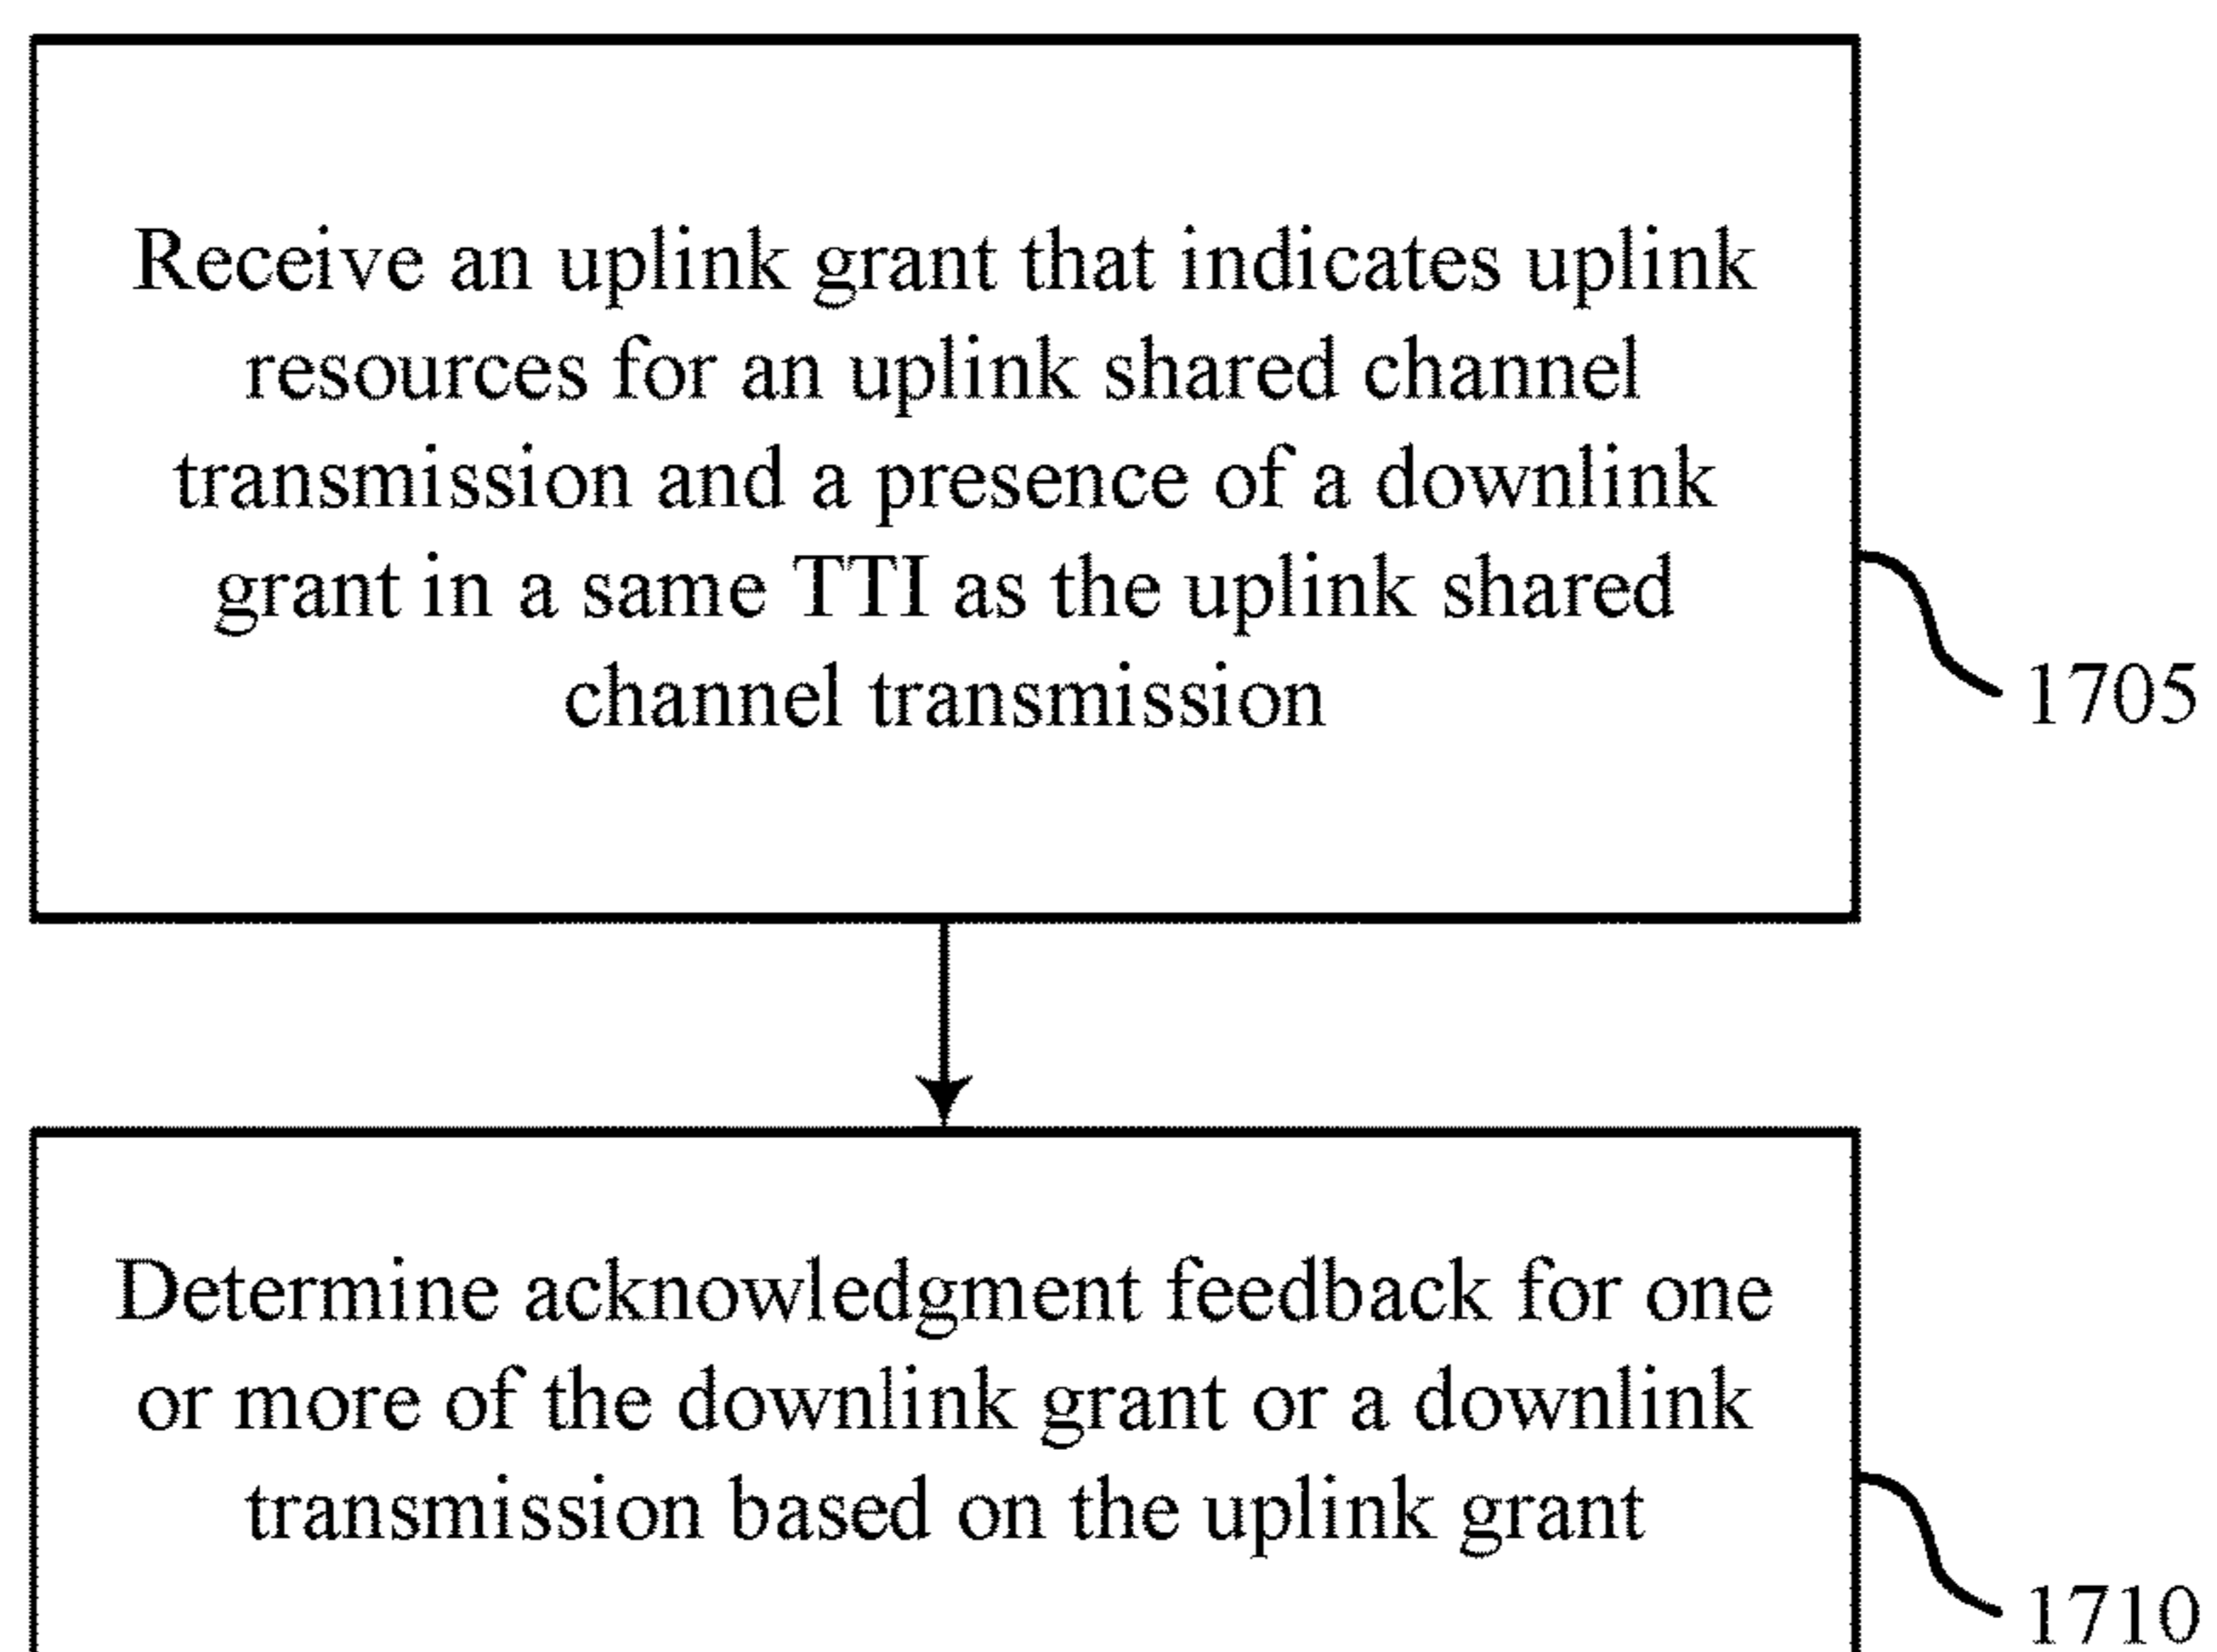 Receive an uplink grant that indicates uplink
resources for an uplink shared channel
transmission and a presence of a downlink
grant in a same TTI as the uplink shared
channel transmission
1705
Determine acknowledgment feedback for one
or more of the downlink grant or a downlink
transmission based on the uplink grant
1710